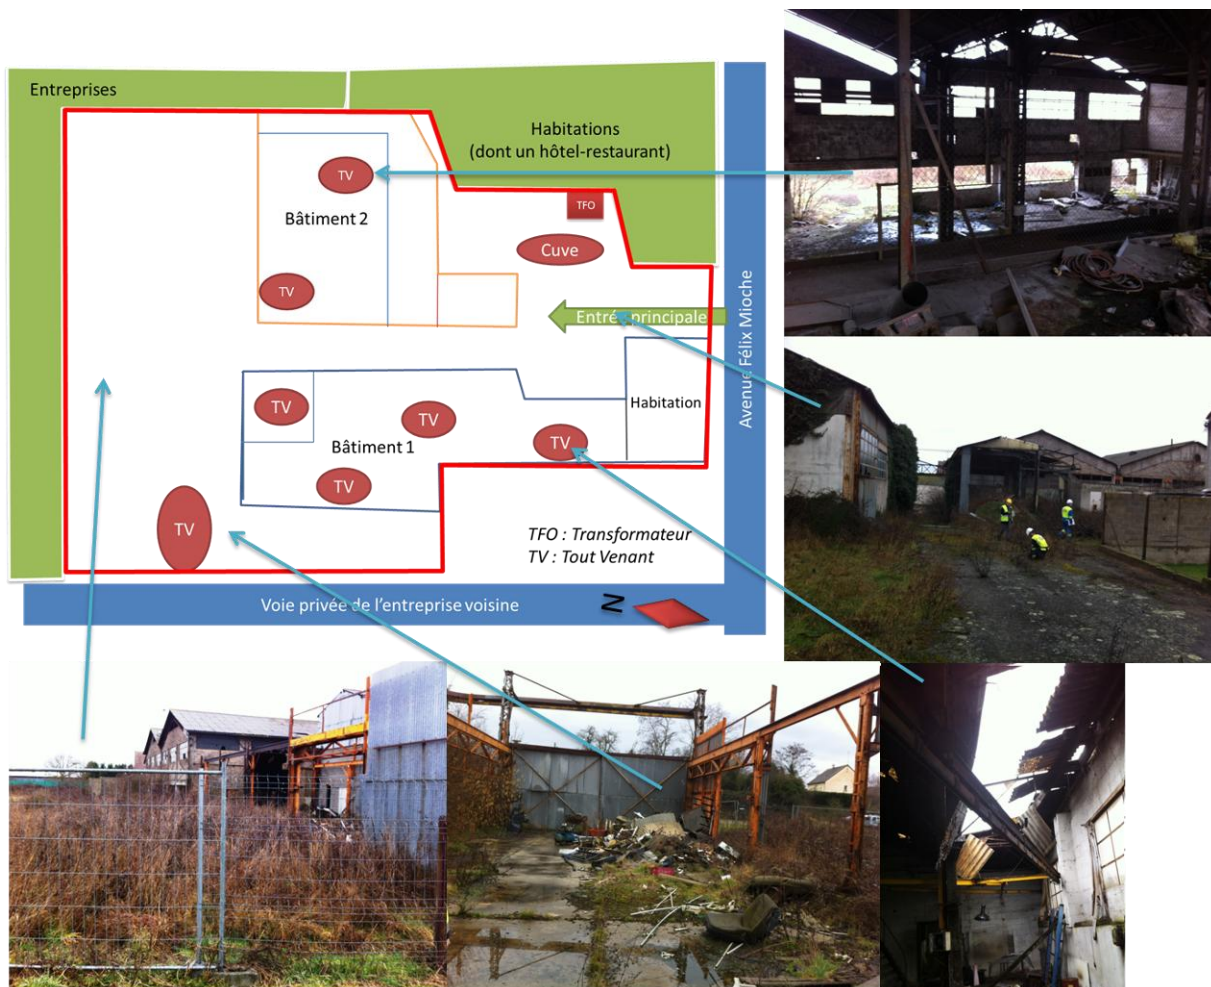 Entreprises
Habitations
(dont un hôtel-restaurant)
TV
TFO
Bâtiment 2
Cuve
TV
Entrée principale
Avenue Félix Mioche
TV
TV
Habitation
Bâtiment 1
TV
TV
TV
TFO : Transformateur
TV : Tout Venant
Voie privée de l'entreprise voisine
N